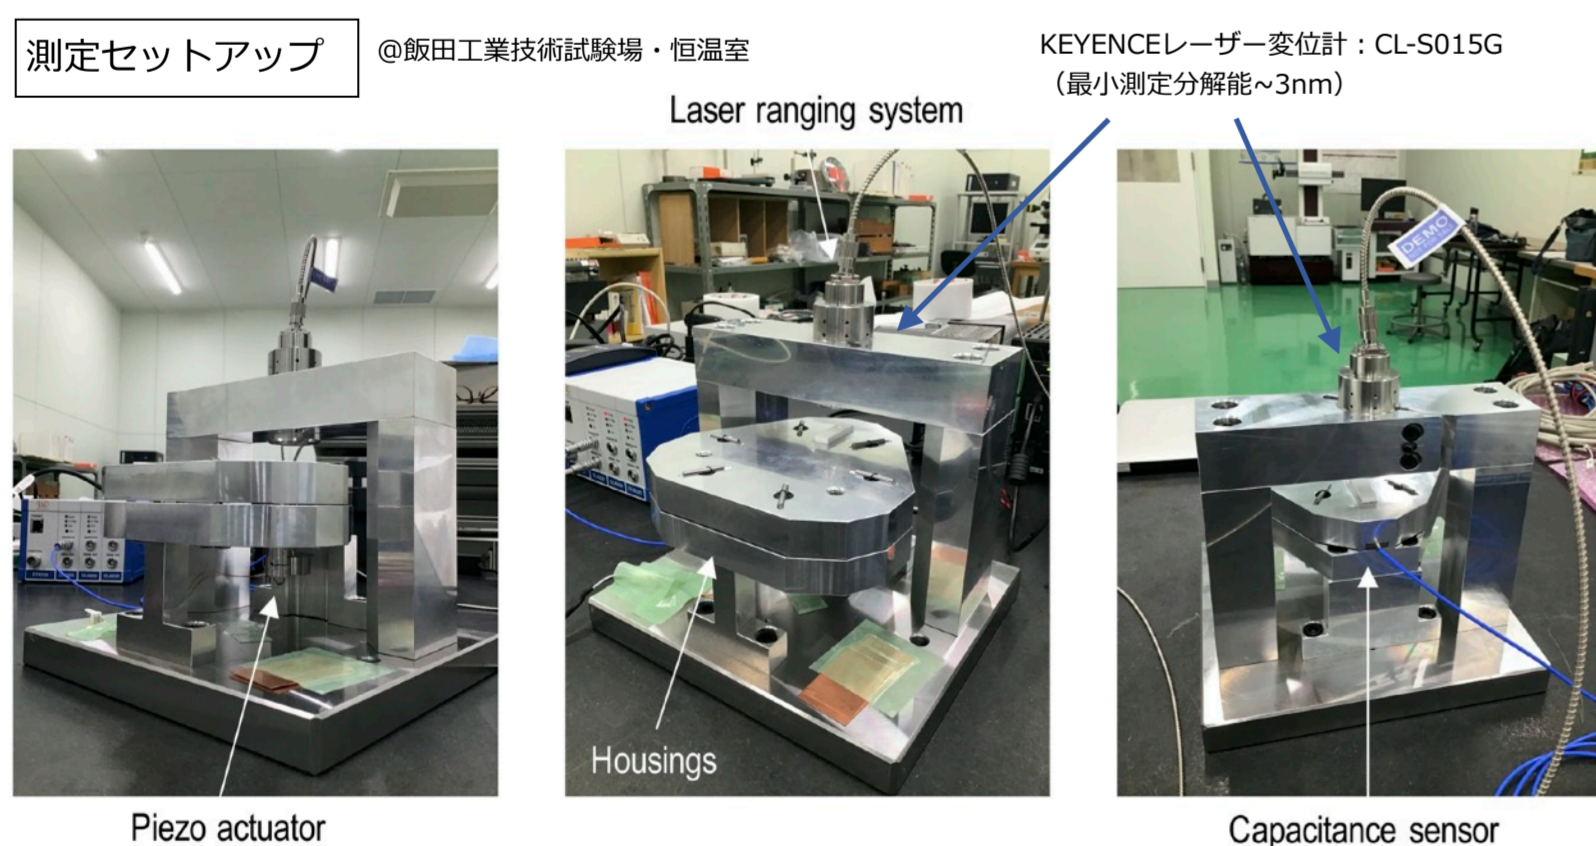 測定セットアップ
@飯田工業技術試験場・恒温室
KEYENCEレーザー変位計：CL-S015G
（最小測定分解能~3nm）
Laser ranging system
DEMO
Housings
Piezo actuator
Capacitance sensor